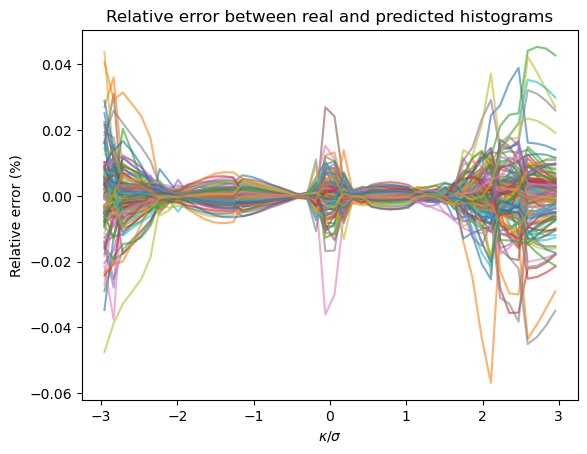 Relative error between real and predicted histograms
0.04
0.02
0.00
−0.02
−0.04
−0.06
Relative error (%)
−3 −2 −1 0 1 2 3
κ/σ